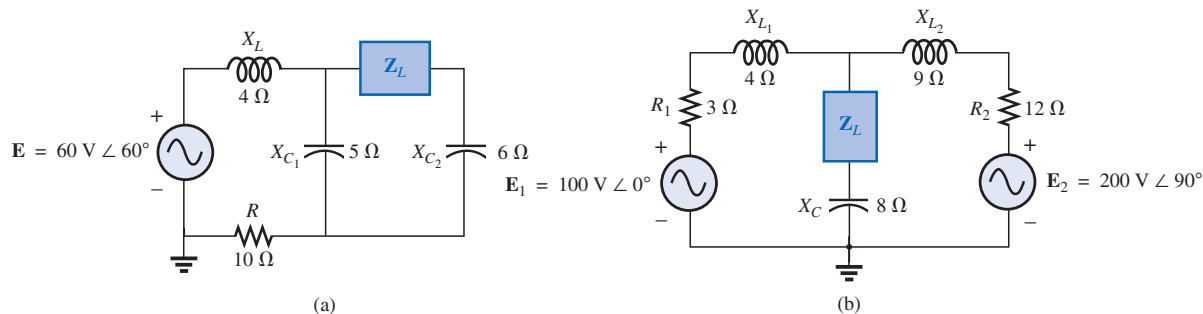 X_L
4 Ω
Z_L
+
E = 60 V ∠ 60°
–
X_C1
5 Ω
X_C2
6 Ω
R
10 Ω
(a)
X_L1
4 Ω
X_L2
9 Ω
R_1
3 Ω
Z_L
R_2
12 Ω
+
E_1 = 100 V ∠ 0°
–
+
E_2 = 200 V ∠ 90°
–
X_C
8 Ω
(b)